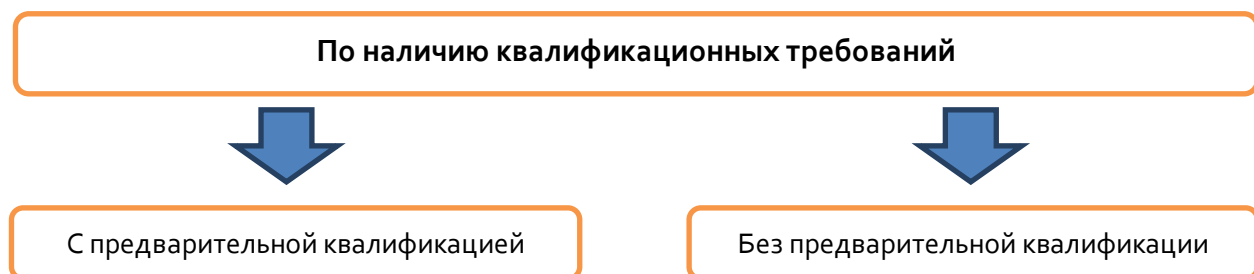 По наличию квалификационных требований
С предварительной квалификацией
Без предварительной квалификации